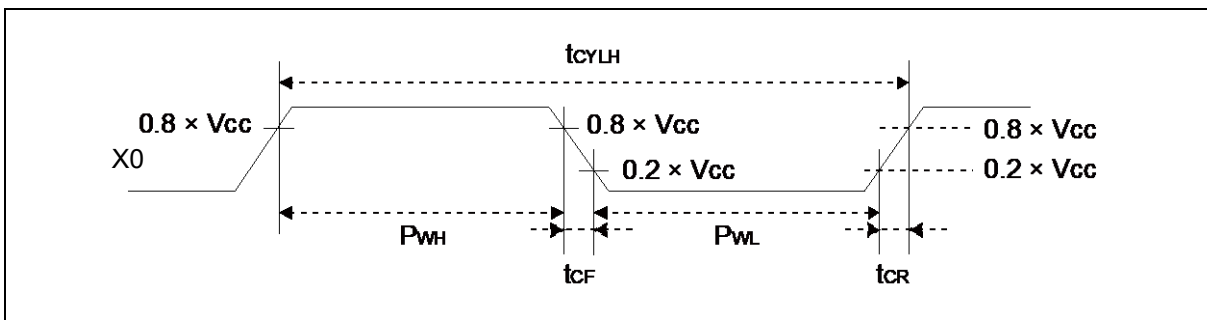 tCYLH
0.8 × Vcc
0.8 × Vcc
0.8 × Vcc
X0
0.2 × Vcc
0.2 × Vcc
PWH
PWL
tCF
tCR